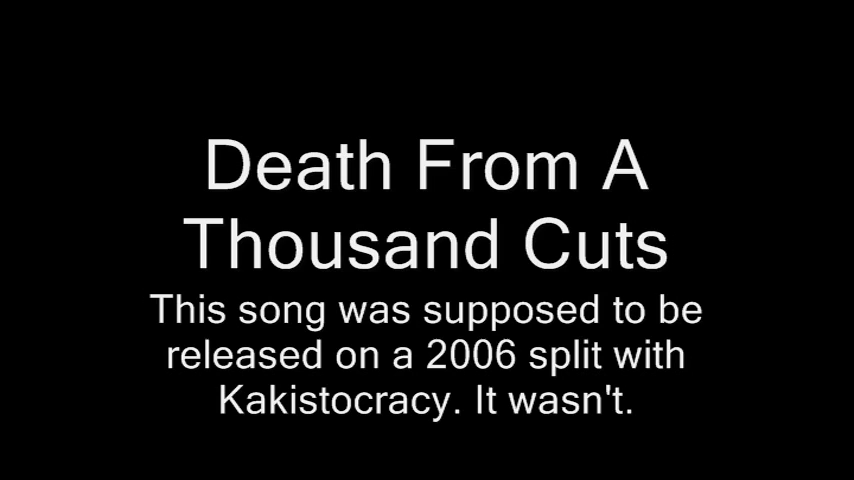 Death From A
Thousand Cuts
This song was supposed to be
released on a 2006 split with
Kakistocracy. It wasn't.